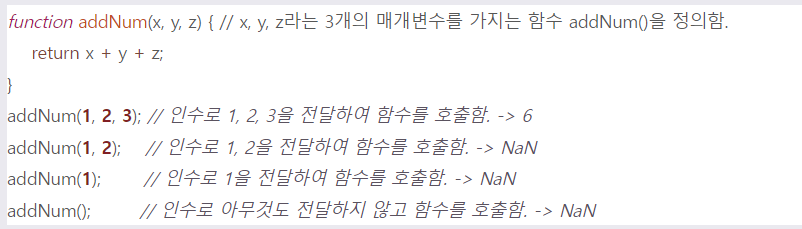 function addNum(x, y, z) { // x, y, z라는 3개의 매개변수를 가지는 함수 addNum()을 정의함.
return x + y + z;
}
addNum(1, 2, 3); // 인수로 1, 2, 3을 전달하여 함수를 호출함. -> 6
addNum(1, 2); // 인수로 1, 2을 전달하여 함수를 호출함. -> NaN
addNum(1); // 인수로 1을 전달하여 함수를 호출함. -> NaN
addNum(); // 인수로 아무것도 전달하지 않고 함수를 호출함. -> NaN